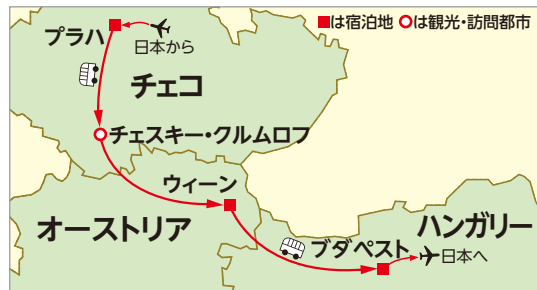 ■は宿泊地 ○は観光・訪問都市
プラハ
日本から
チェコ
チェスキー・クルムロフ
ウィーン
オーストリア
ハンガリー
ブダペスト
日本へ